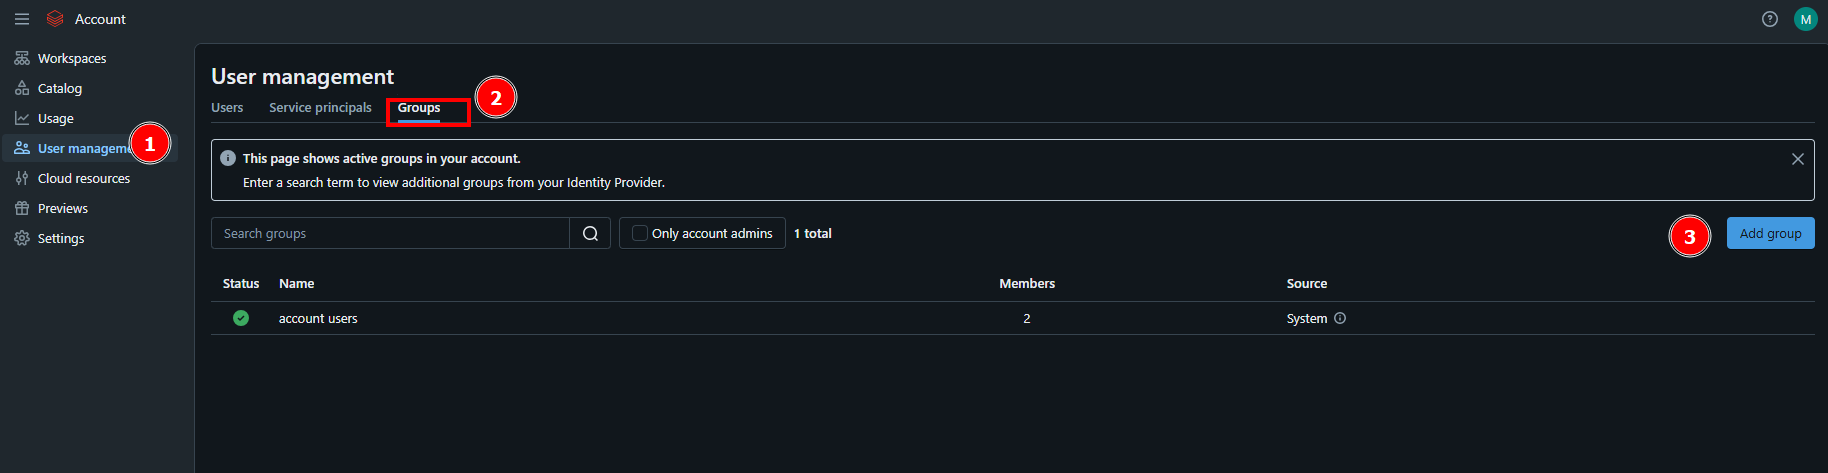 Account
M
Workspaces
Catalog
Usage
User manageme
Cloud resources
Previews
Settings
1
User management
Users Service principals Groups
2
This page shows active groups in your account.
Enter a search term to view additional groups from your Identity Provider.
Search groups
Only account admins
1 total
3
Add group
Status Name Members Source
account users 2 System